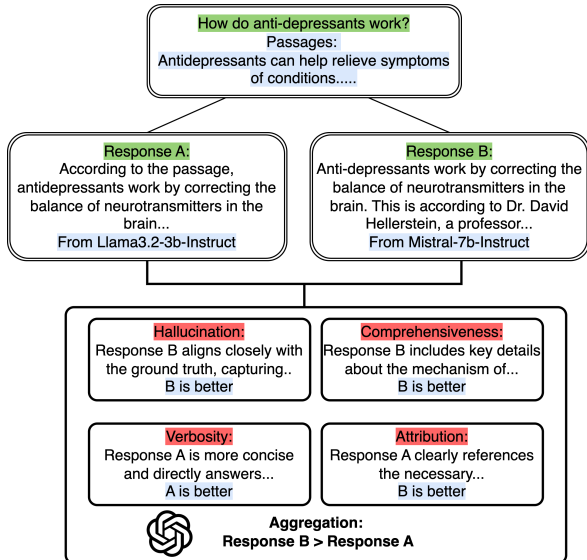 How do anti-depressants work?
Passages:
Antidepressants can help relieve symptoms
of conditions.....
Response A:
According to the passage,
antidepressants work by correcting the
balance of neurotransmitters in the
brain...
From Llama3.2-3b-Instruct
Response B:
Anti-depressants work by correcting the
balance of neurotransmitters in the
brain. This is according to Dr. David
Hellerstein, a professor...
From Mistral-7b-Instruct
Hallucination:
Response B aligns closely with
the ground truth, capturing..
B is better
Comprehensiveness:
Response B includes key details
about the mechanism of...
B is better
Verbosity:
Response A is more concise
and directly answers...
A is better
Attribution:
Response A clearly references
the necessary...
B is better
Aggregation:
Response B > Response A